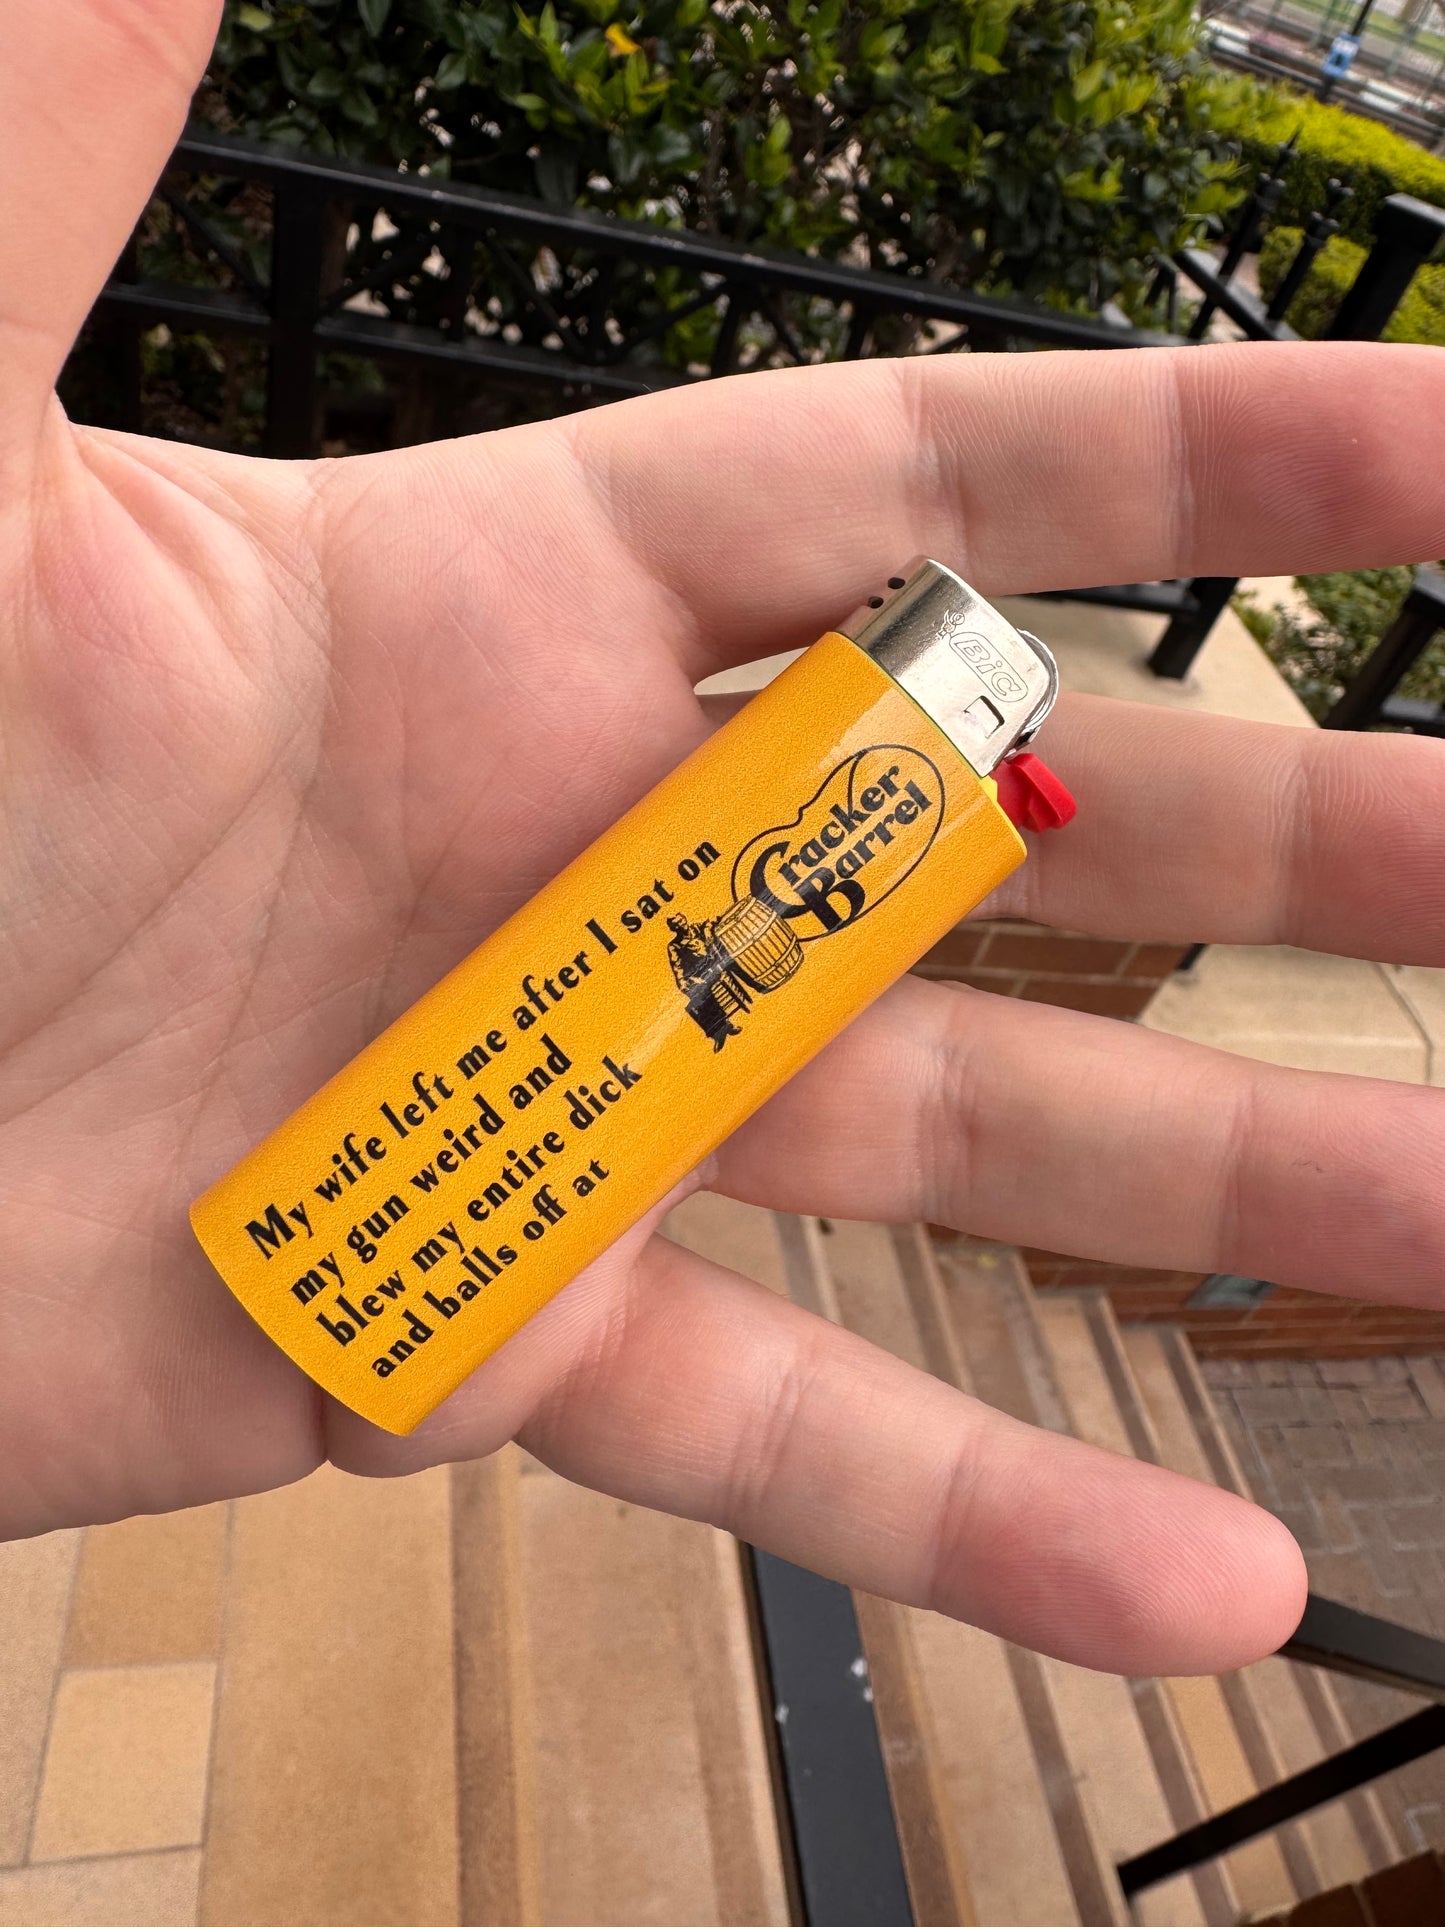 BiC
My wife left me after I sat on
my gun weird and
blew my entire dick
and balls off at
Cracker
Barrel